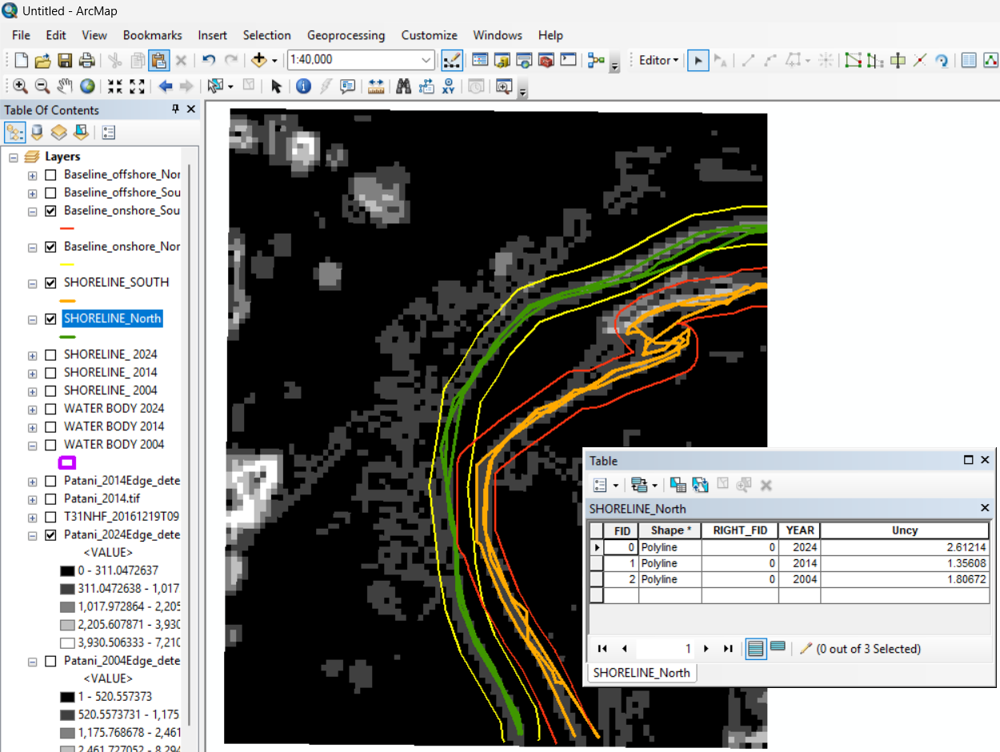 Untitled - ArcMap
File Edit View Bookmarks Insert Selection Geoprocessing Customize Windows Help
1:40,000 Editor
XY
Table Of Contents
Layers
Baseline_offshore_Nor
Baseline_offshore_Sou
Baseline_onshore_Sou
Baseline_onshore_Nor
SHORELINE_SOUTH
SHORELINE_North
SHORELINE_ 2024
SHORELINE_ 2014
SHORELINE_ 2004
WATER BODY 2024
WATER BODY 2014
WATER BODY 2004
Patani_2014Edge_dete
Patani_2014.tif
T31NHF_20161219T09
Patani_2024Edge_dete
<VALUE>
0 - 311.0472637
311.0472638 - 1,017
1,017.972864 - 2,205
2,205.607871 - 3,930
3,930.506333 - 7,210
Patani_2004Edge_dete
<VALUE>
1 - 520.557373
520.5573731 - 1,175
1,175.768678 - 2,461
2,461.727052 - 8,294
Table
SHORELINE_North
FID Shape * RIGHT_FID YEAR Uncy
0 Polyline 0 2024 2.61214
1 Polyline 0 2014 1.35608
2 Polyline 0 2004 1.80672
1 (0 out of 3 Selected)
SHORELINE_North